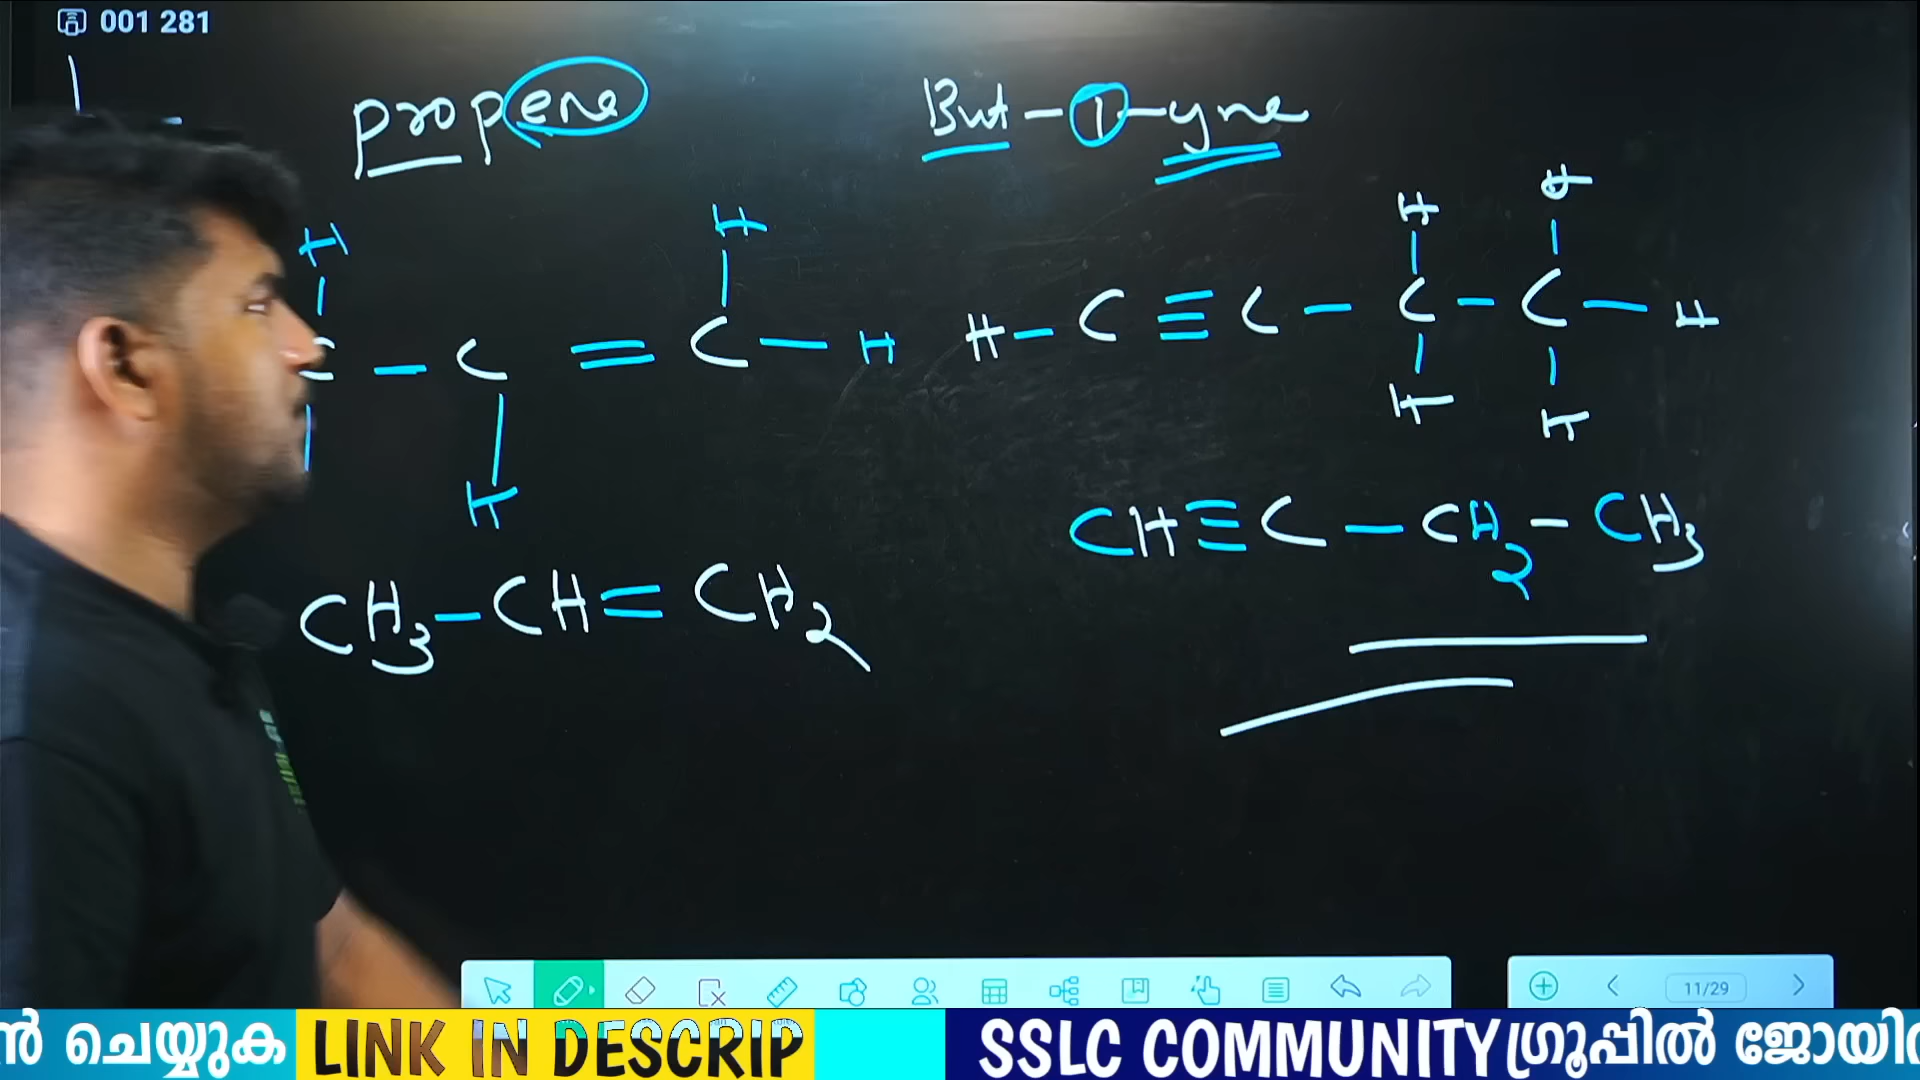 001 281
propene
But-1-yne
H
H
C - C = C - H
H
H H
H - C ≡ C - C - C - H
H H
CH3 - CH = CH2
CH ≡ C - CH2 - CH3
11/29
ൻ ചെയ്യുക LINK IN DESCRIP SSLC COMMUNITY ഗ്രൂപ്പിൽ ജോയി